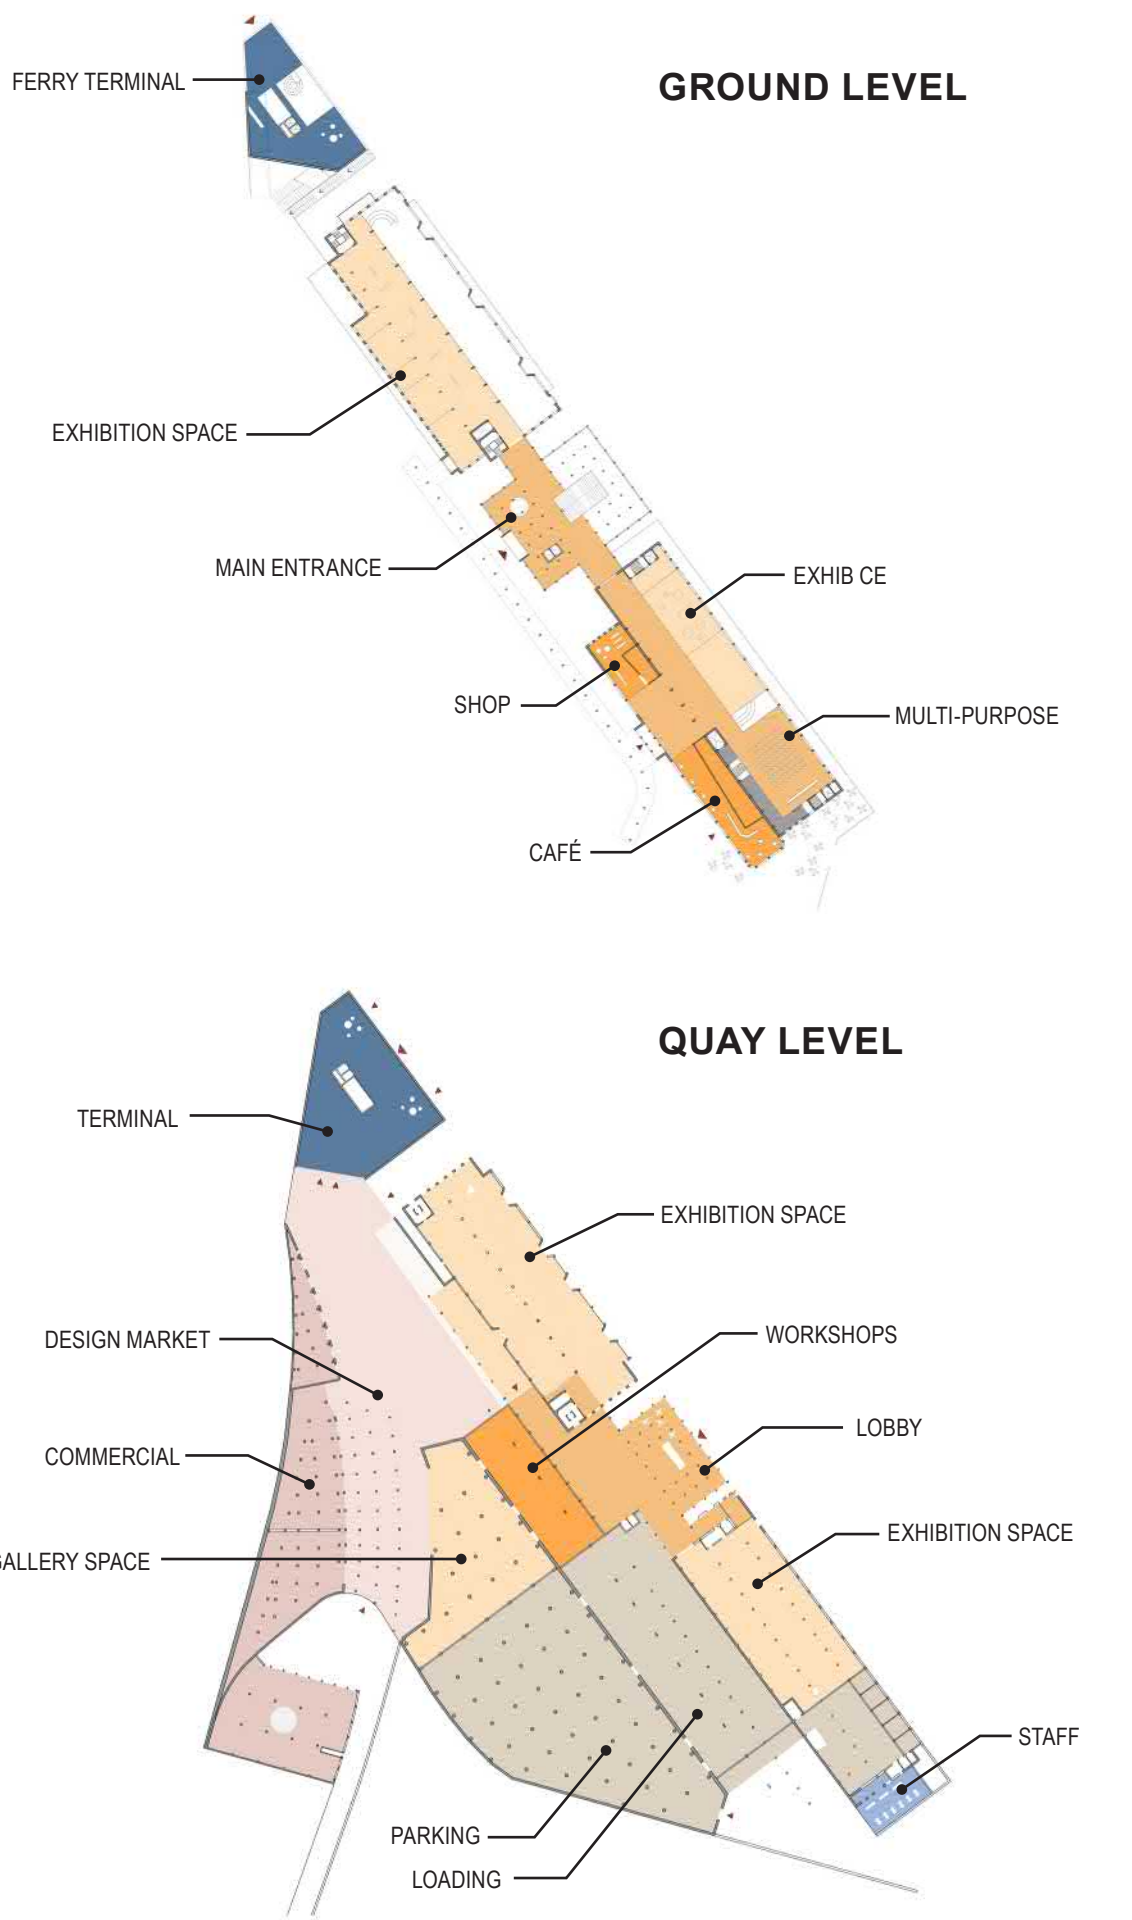 GROUND LEVEL
FERRY TERMINAL
EXHIBITION SPACE
MAIN ENTRANCE
EXHIB CE
SHOP
MULTI-PURPOSE
CAFÉ
QUAY LEVEL
TERMINAL
EXHIBITION SPACE
DESIGN MARKET
WORKSHOPS
COMMERCIAL
LOBBY
GALLERY SPACE
EXHIBITION SPACE
STAFF
PARKING
LOADING